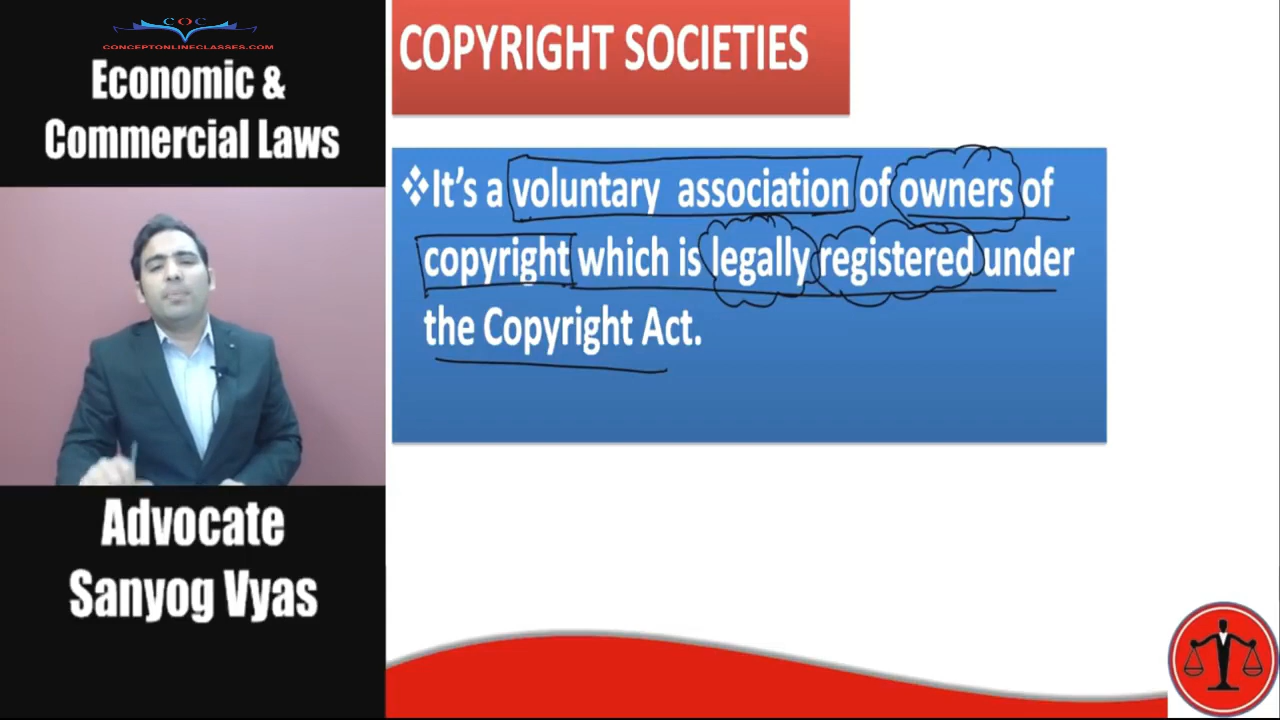 COC
CONCEPTONLINECLASSES.COM
Economic &
Commercial Laws
Advocate
Sanyog Vyas
COPYRIGHT SOCIETIES
❖It’s a voluntary association of owners of
copyright which is legally registered under
the Copyright Act.